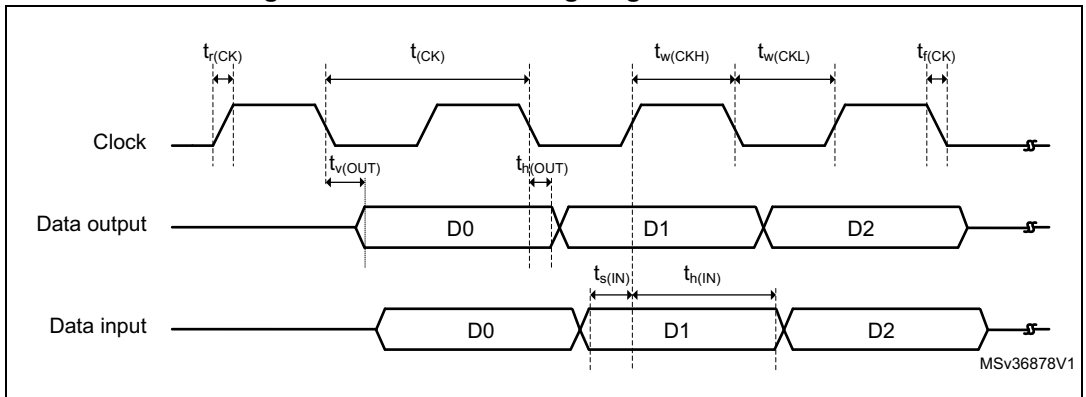 t_r(CK) t_(CK) t_w(CKH) t_w(CKL) t_f(CK)
Clock
t_v(OUT) t_h(OUT)
Data output D0 D1 D2
t_s(IN) t_h(IN)
Data input D0 D1 D2
MSv36878V1